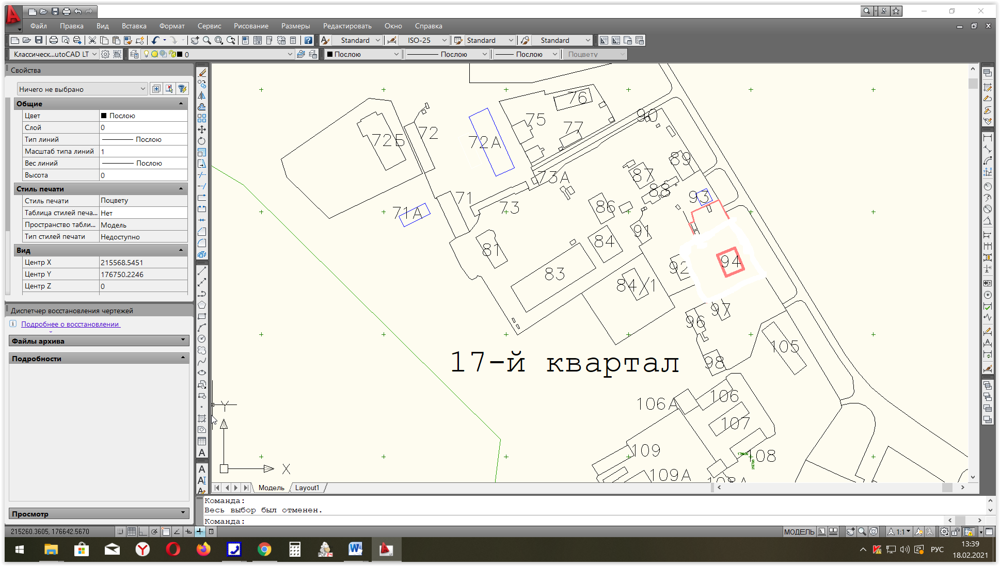 Файл Правка Вид Вставка Формат Сервис Рисование Размеры Редактировать Окно Справка
Standard ISO-25 Standard Standard
Классическ...utoCAD LT 0 Послою Послою Послою Поцвету
Свойства
Ничего не выбрано
Общие
Цвет Послою
Слой 0
Тип линий Послою
Масштаб типа линий 1
Вес линий Послою
Высота 0
Стиль печати
Стиль печати Поцвету
Таблица стилей печа... Нет
Пространство табли... Модель
Тип стилей печати Недоступно
Вид
Центр X 215568.5451
Центр Y 176750.2246
Центр Z 0
Диспетчер восстановления чертежей
Подробнее о восстановлении
Файлы архива
Подробности
Просмотр
76
90
75
77
72
72Б
72А
89
87
73А
88
93
71
71А
73
86
91
84
81
94
92
83
84/1
97
96
105
98
17-й квартал
106
106А
107
109
108
109А
108А
Y
X
Модель Layout1
Команда:
Весь выбор был отменен.
Команда:
215260.3605, 176642.5670
МОДЕЛЬ 1:1
PDF24
РУС
13:39
18.02.2021